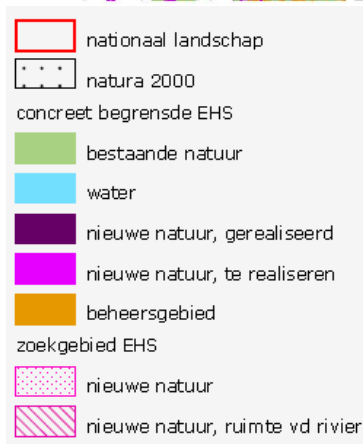 nationaal landschap
natura 2000
concreet begrensde EHS
bestaande natuur
water
nieuwe natuur, gerealiseerd
nieuwe natuur, te realiseren
beheersgebied
zoekgebied EHS
nieuwe natuur
nieuwe natuur, ruimte vd rivier